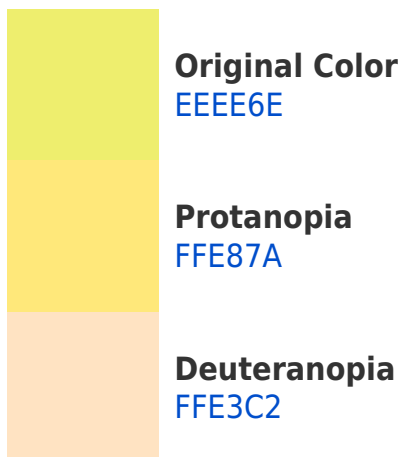 Original Color
EEEE6E
Protanopia
FFE87A
Deuteranopia
FFE3C2